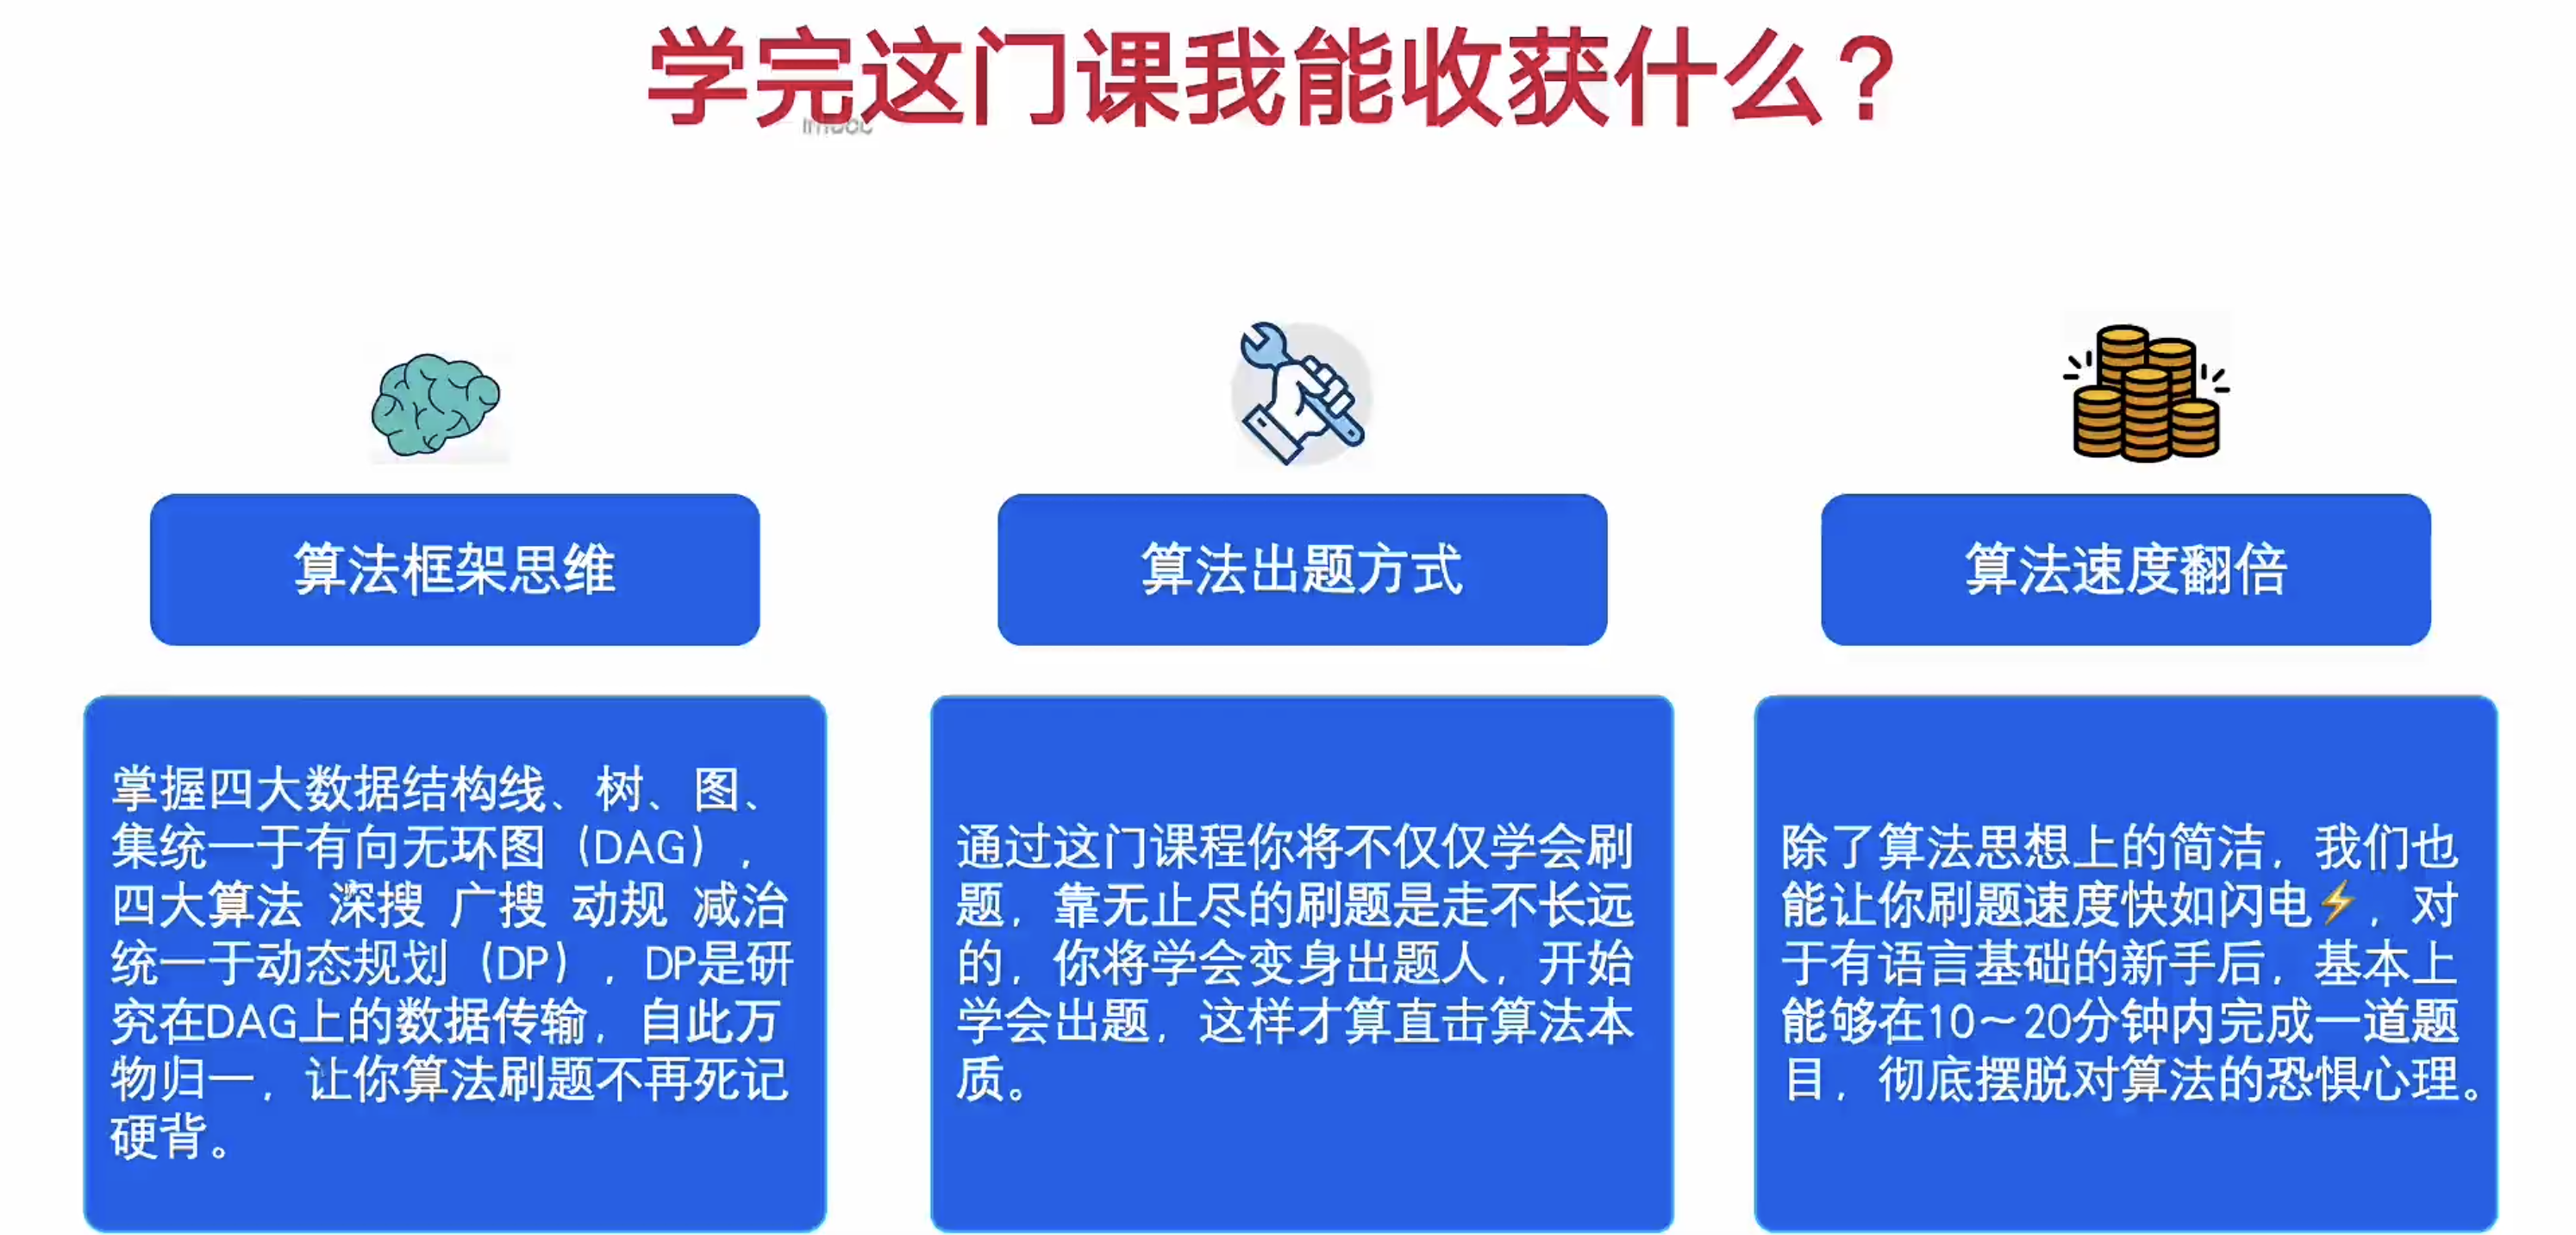 学完这门课我能收获什么？
imooc
算法框架思维
掌握四大数据结构线、树、图、
集统一于有向无环图（DAG），
四大算法 深搜 广搜 动规 减治
统一于动态规划（DP），DP是研
究在DAG上的数据传输，自此万
物归一，让你算法刷题不再死记
硬背。
算法出题方式
通过这门课程你将不仅仅学会刷
题，靠无止尽的刷题是走不长远
的，你将学会变身出题人，开始
学会出题，这样才算直击算法本
质。
算法速度翻倍
除了算法思想上的简洁，我们也
能让你刷题速度快如闪电⚡，对
于有语言基础的新手后，基本上
能够在10～20分钟内完成一道题
目，彻底摆脱对算法的恐惧心理。